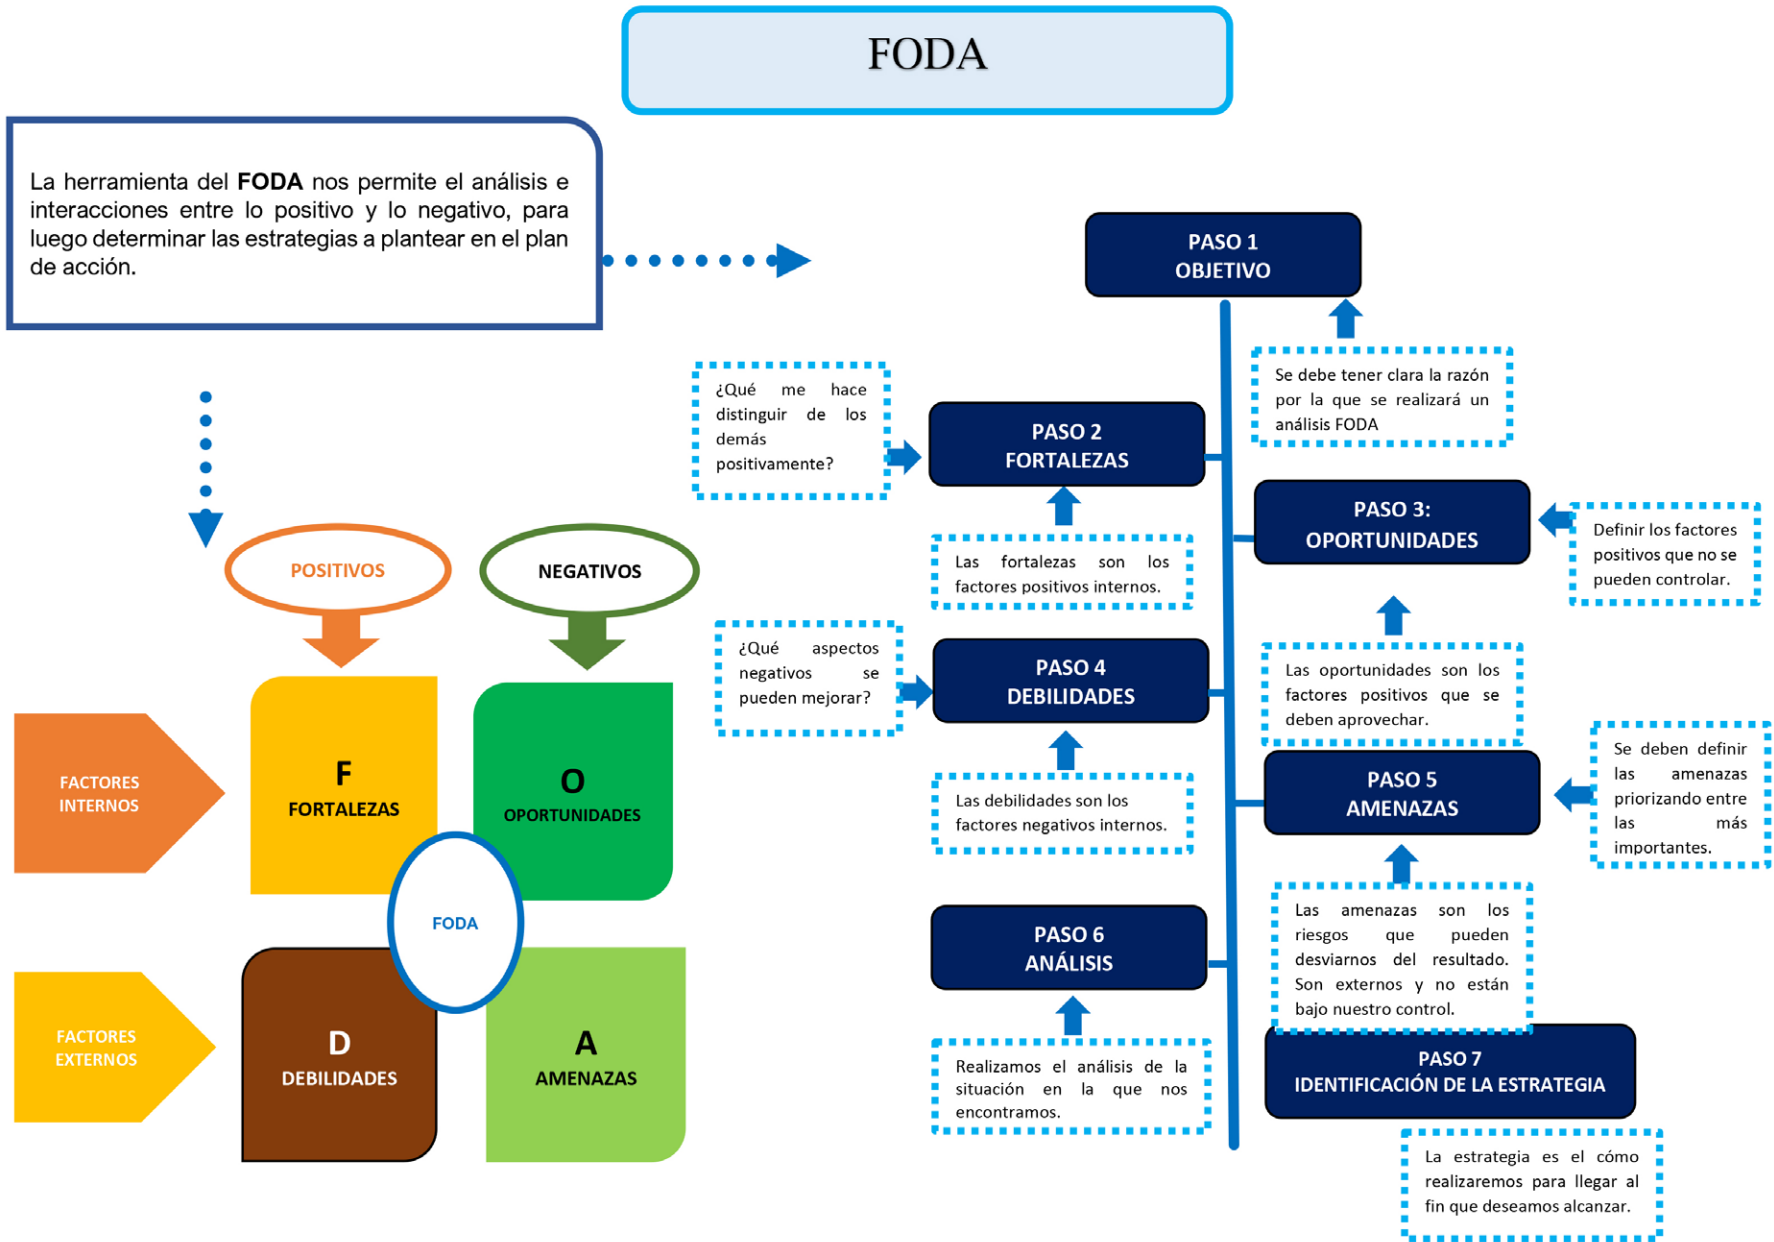 FODA
La herramienta del FODA nos permite el análisis e
interacciones entre lo positivo y lo negativo, para
luego determinar las estrategias a plantear en el plan
de acción.
POSITIVOS
NEGATIVOS
FACTORES
INTERNOS
F
FORTALEZAS
O
OPORTUNIDADES
FODA
FACTORES
EXTERNOS
D
DEBILIDADES
A
AMENAZAS
PASO 1
OBJETIVO
Se debe tener clara la razón
por la que se realizará un
análisis FODA
¿Qué me hace
distinguir de los
demás
positivamente?
PASO 2
FORTALEZAS
Las fortalezas son los
factores positivos internos.
PASO 3:
OPORTUNIDADES
Definir los factores
positivos que no se
pueden controlar.
Las oportunidades son los
factores positivos que se
deben aprovechar.
¿Qué aspectos
negativos se
pueden mejorar?
PASO 4
DEBILIDADES
Las debilidades son los
factores negativos internos.
PASO 5
AMENAZAS
Se deben definir
las amenazas
priorizando entre
las más
importantes.
Las amenazas son los
riesgos que pueden
desviarnos del resultado.
Son externos y no están
bajo nuestro control.
PASO 6
ANÁLISIS
Realizamos el análisis de la
situación en la que nos
encontramos.
PASO 7
IDENTIFICACIÓN DE LA ESTRATEGIA
La estrategia es el cómo
realizaremos para llegar al
fin que deseamos alcanzar.